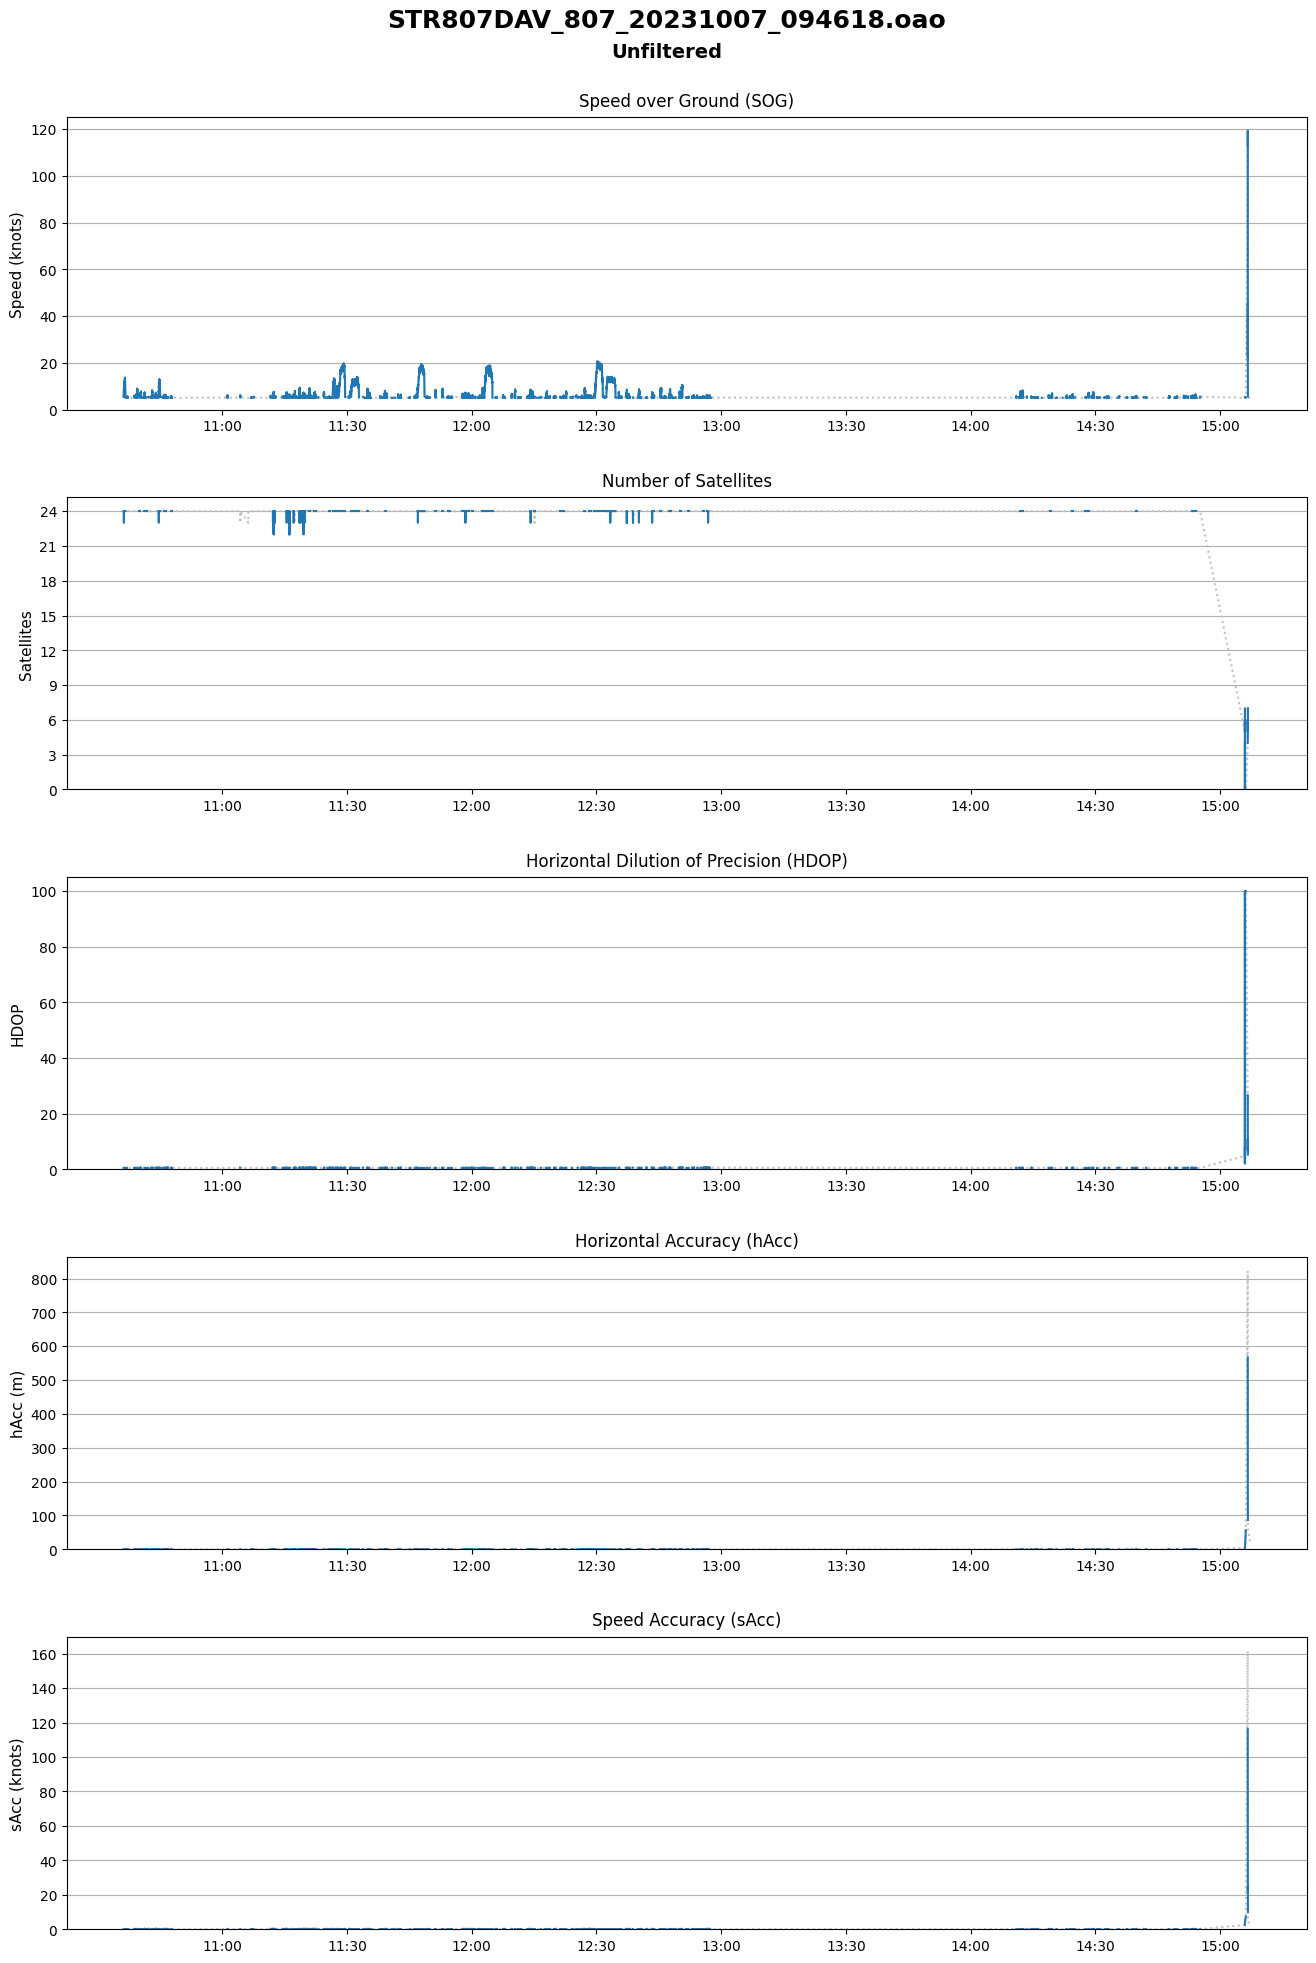 STR807DAV_807_20231007_094618.oao
Unfiltered
Speed over Ground (SOG)
Speed (knots)
120
100
80
60
40
20
0
11:00 11:30 12:00 12:30 13:00 13:30 14:00 14:30 15:00
Number of Satellites
Satellites
24
21
18
15
12
9
6
3
0
11:00 11:30 12:00 12:30 13:00 13:30 14:00 14:30 15:00
Horizontal Dilution of Precision (HDOP)
HDOP
100
80
60
40
20
0
11:00 11:30 12:00 12:30 13:00 13:30 14:00 14:30 15:00
Horizontal Accuracy (hAcc)
hAcc (m)
800
700
600
500
400
300
200
100
0
11:00 11:30 12:00 12:30 13:00 13:30 14:00 14:30 15:00
Speed Accuracy (sAcc)
sAcc (knots)
160
140
120
100
80
60
40
20
0
11:00 11:30 12:00 12:30 13:00 13:30 14:00 14:30 15:00